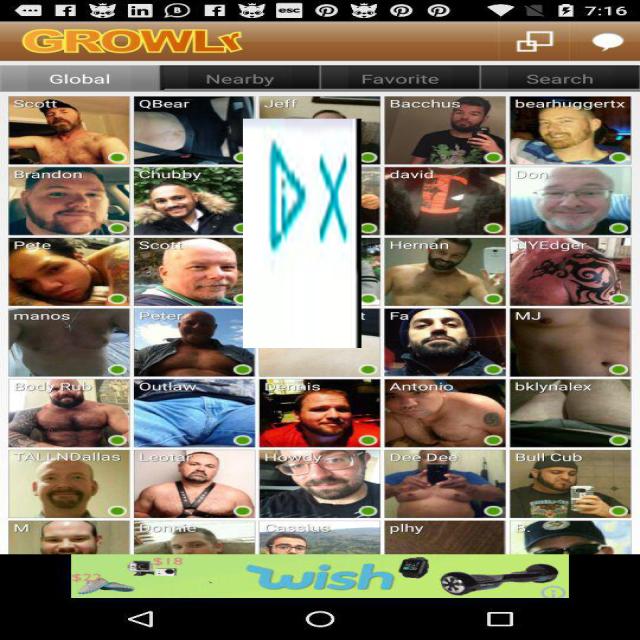 esc 7:16
GROWLr
Global Nearby Favorite Search
Scott QBear Jeff Bacchus bearhuggertx
Brandon Chubby david Don
Pete Scott Hernan NYEdger
manos Peter Fa MJ
Body Rub Outlaw Dennis Antonio bklynalex
TALLNDallas Leotar Howdy Dee Dee Bull Cub
M Donnie Cassius plhy B.
$22 $18 wish